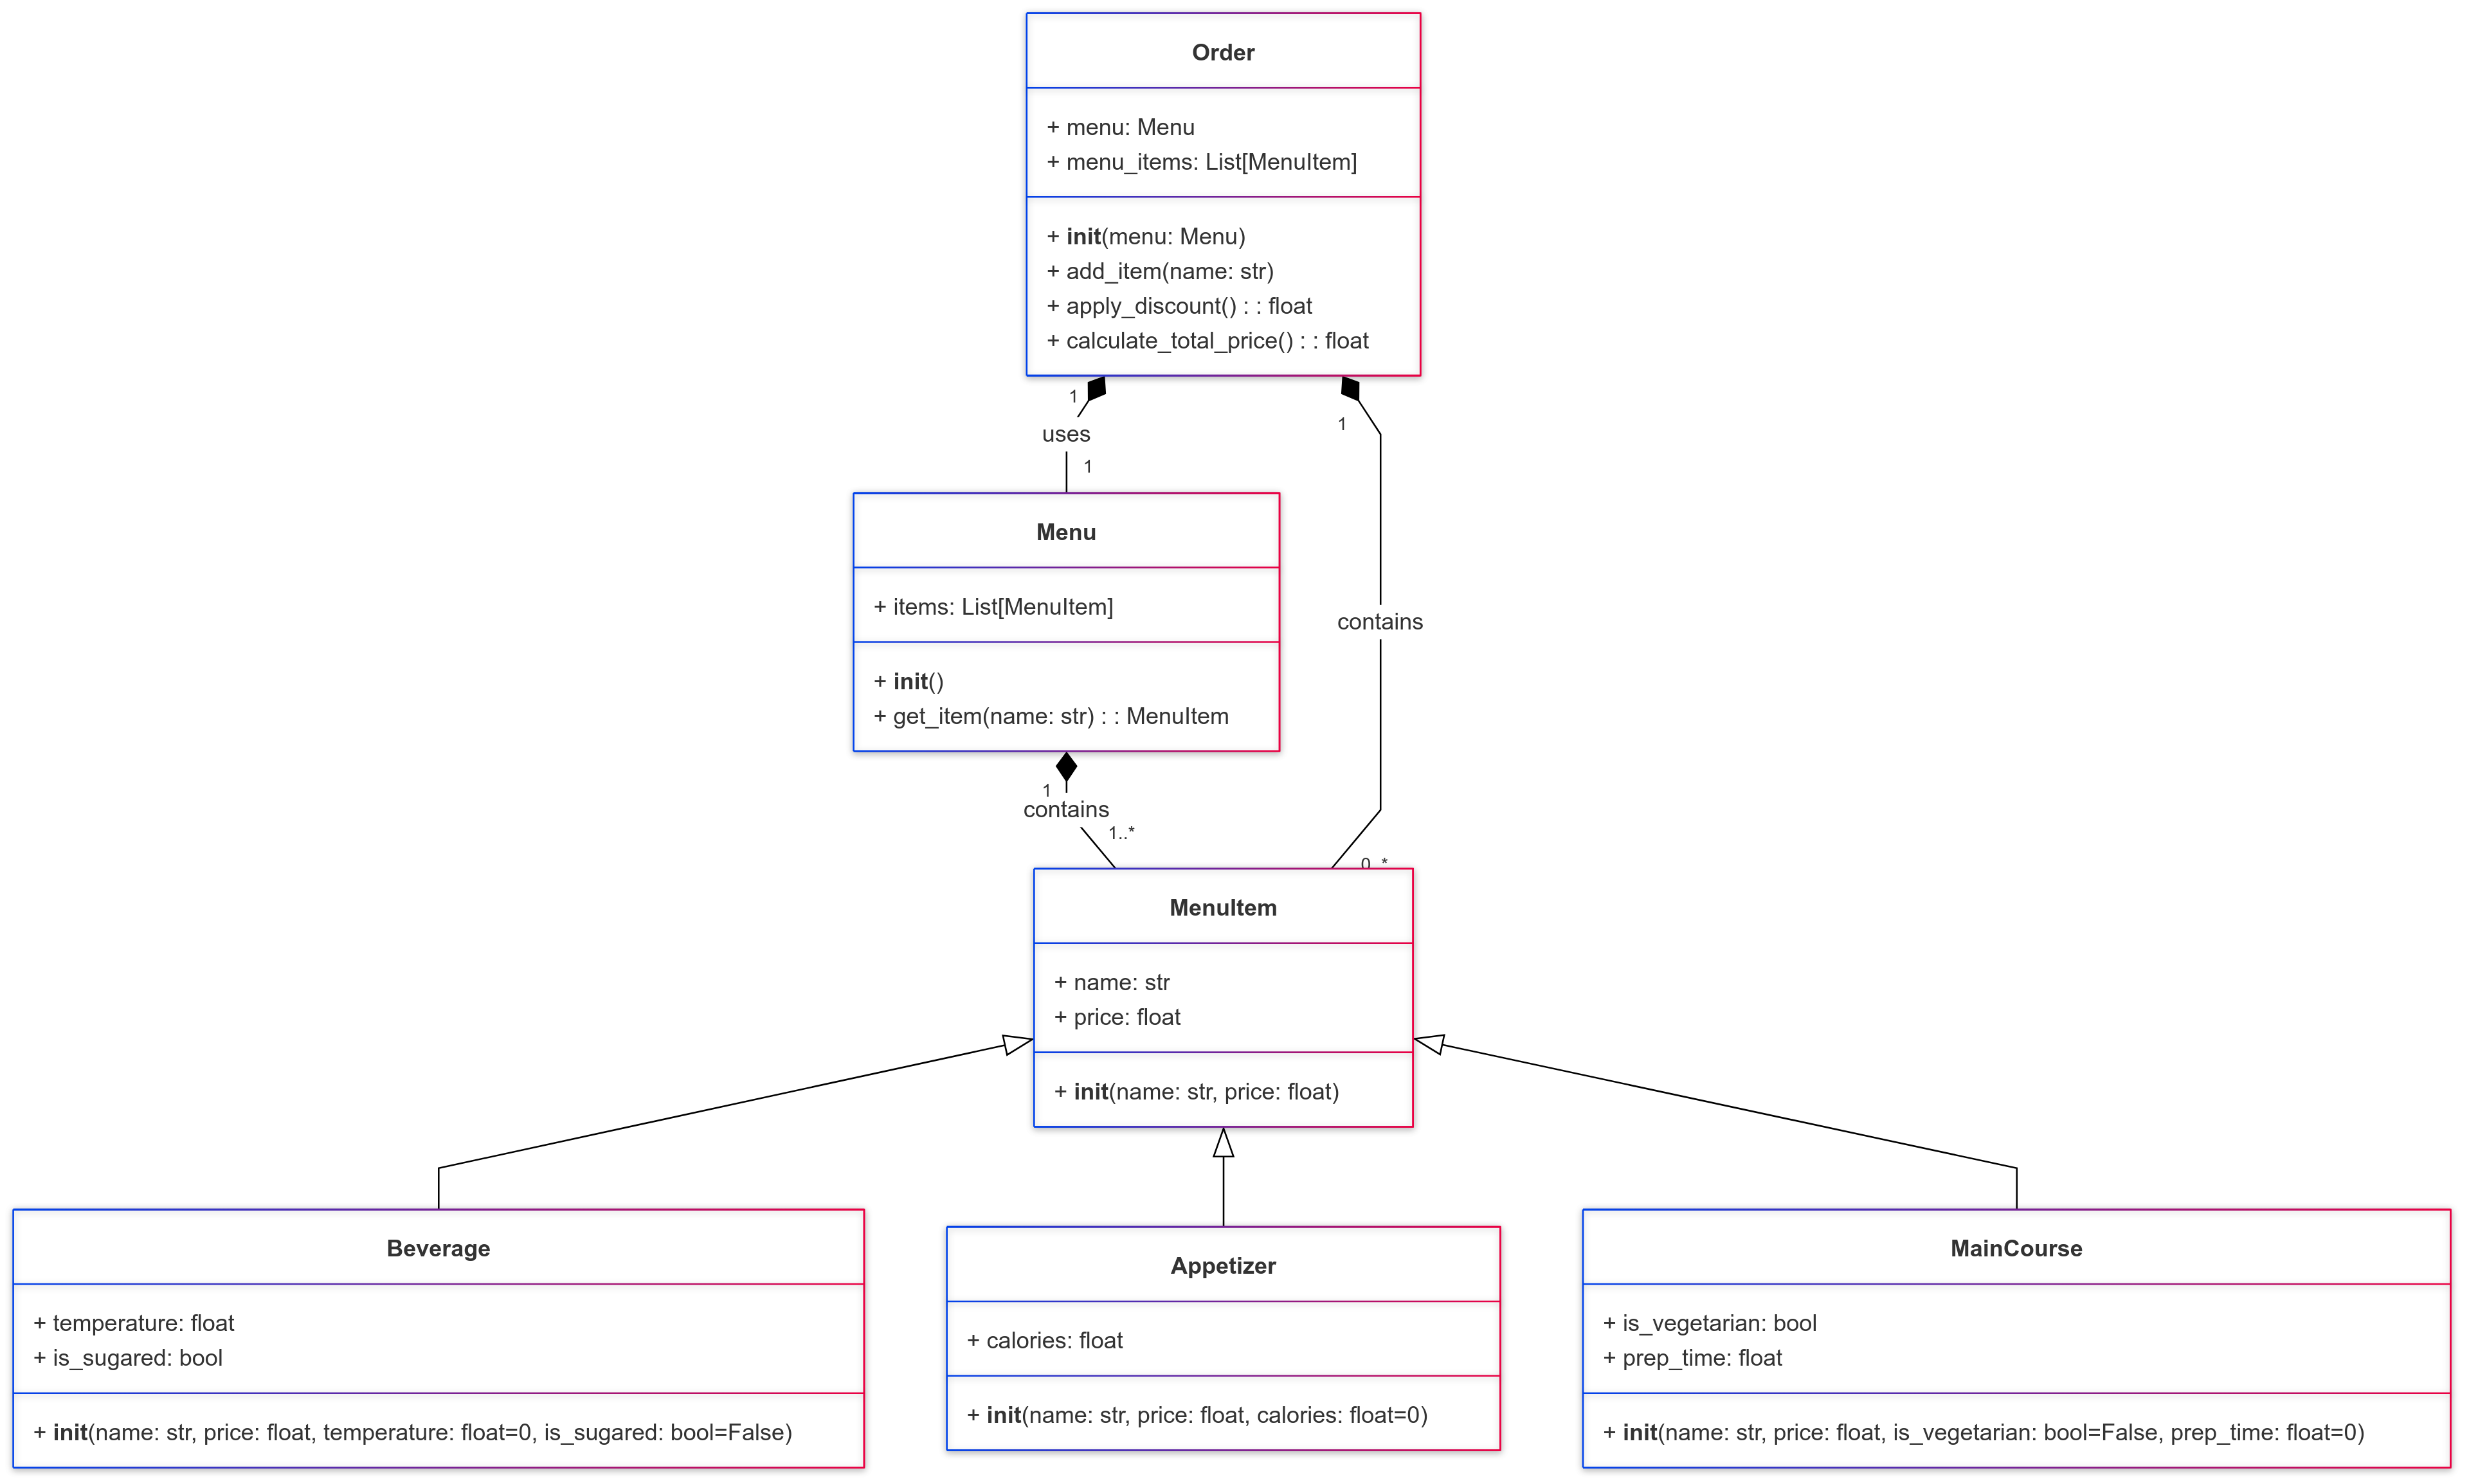 Order
+ menu: Menu
+ menu_items: List[MenuItem]
+ init(menu: Menu)
+ add_item(name: str)
+ apply_discount() : : float
+ calculate_total_price() : : float
1
1
uses
1
Menu
+ items: List[MenuItem]
+ init()
+ get_item(name: str) : : MenuItem
contains
1
contains
1..*
0..*
MenuItem
+ name: str
+ price: float
+ init(name: str, price: float)
Beverage
+ temperature: float
+ is_sugared: bool
+ init(name: str, price: float, temperature: float=0, is_sugared: bool=False)
Appetizer
+ calories: float
+ init(name: str, price: float, calories: float=0)
MainCourse
+ is_vegetarian: bool
+ prep_time: float
+ init(name: str, price: float, is_vegetarian: bool=False, prep_time: float=0)